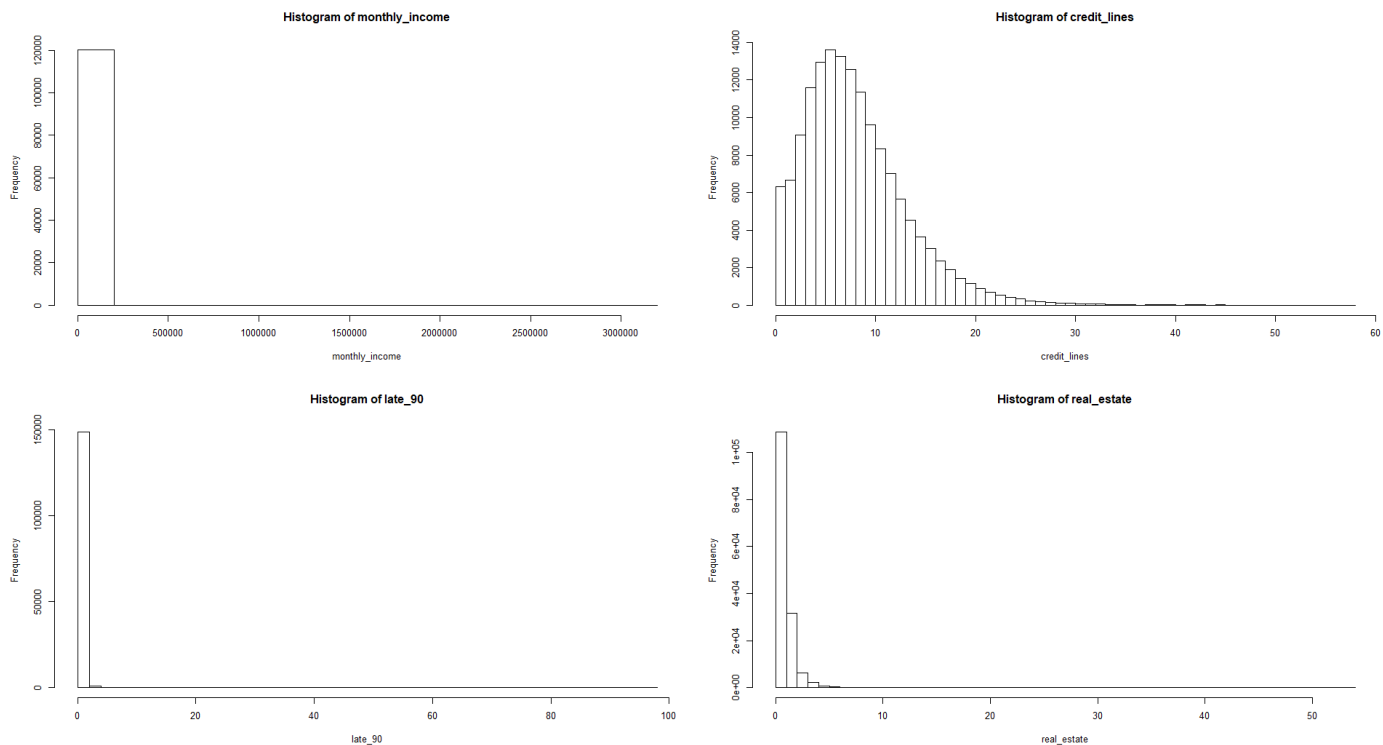 Histogram of monthly_income
Frequency
0 20000 40000 60000 80000 100000 120000
0 500000 1000000 1500000 2000000 2500000 3000000
monthly_income
Histogram of credit_lines
Frequency
0 2000 4000 6000 8000 10000 12000 14000
0 10 20 30 40 50 60
credit_lines
Histogram of late_90
Frequency
0 50000 100000 150000
0 20 40 60 80 100
late_90
Histogram of real_estate
Frequency
0e+00 2e+04 4e+04 6e+04 8e+04 1e+05
0 10 20 30 40 50
real_estate